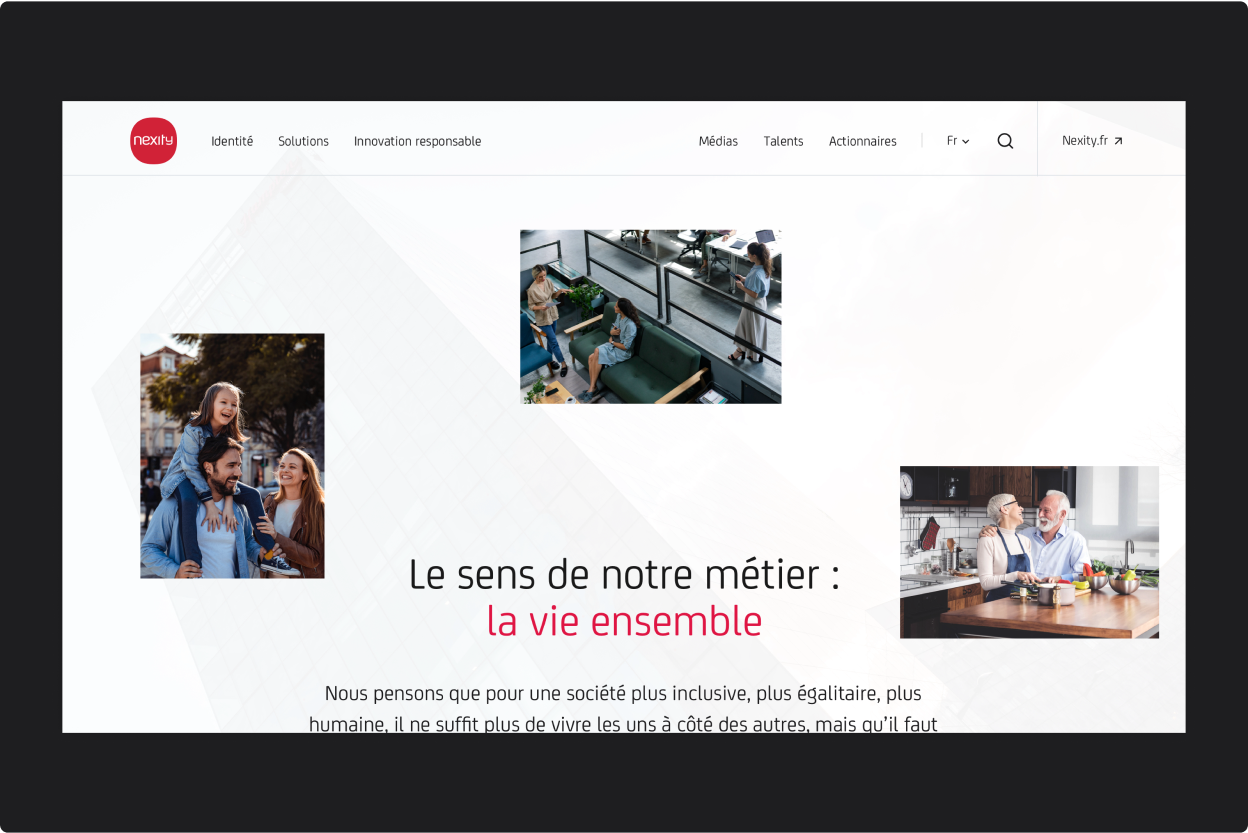 nexity
Identité
Solutions
Innovation responsable
Médias
Talents
Actionnaires
Fr
Nexity.fr
Le sens de notre métier :
la vie ensemble
Nous pensons que pour une société plus inclusive, plus égalitaire, plus
humaine, il ne suffit plus de vivre les uns à côté des autres, mais qu’il faut